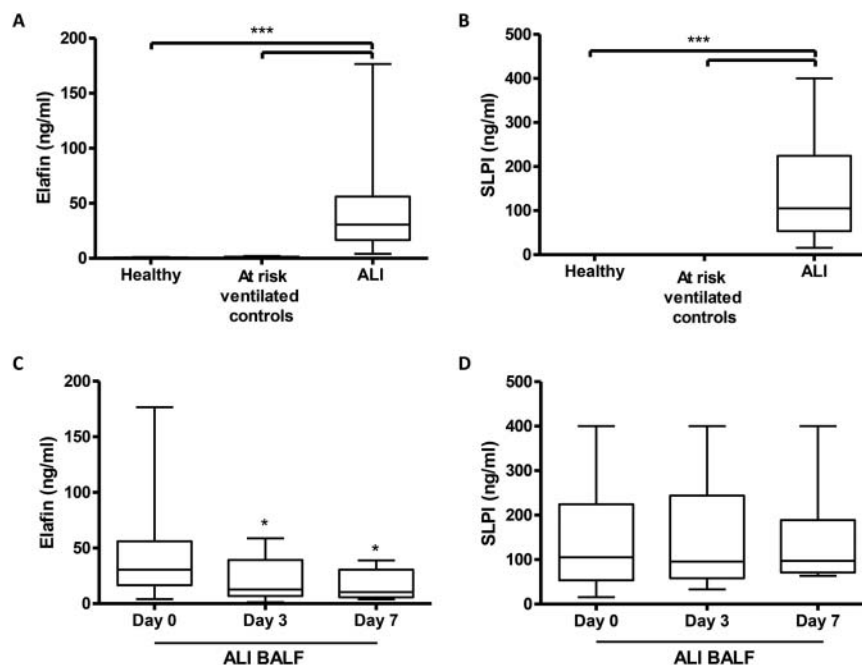 A
***
200
150
100
50
0
Elafin (ng/ml)
Healthy
At risk
ventilated
controls
ALI
B
***
500
400
300
200
100
0
SLPI (ng/ml)
Healthy
At risk
ventilated
controls
ALI
C
200
150
100
50
0
Elafin (ng/ml)
*
*
Day 0 Day 3 Day 7
ALI BALF
D
500
400
300
200
100
0
SLPI (ng/ml)
Day 0 Day 3 Day 7
ALI BALF